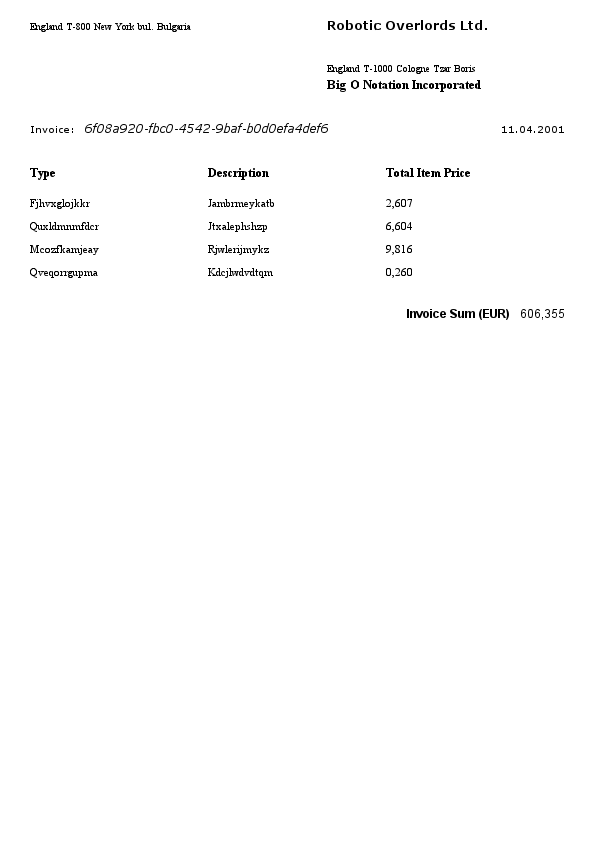 England T-800 New York bul. Bulgaria
Robotic Overlords Ltd.
England T-1000 Cologne Tzar Boris
Big O Notation Incorporated
Invoice: 6f08a920-fbc0-4542-9baf-b0d0efa4def6 11.04.2001
Type Description Total Item Price
Fjhvxglojkkr Jambrmeykatb 2,607
Quxldmnmfdcr Jtxalephshzp 6,604
Mcozfkamjeay Rjwlerijmykz 9,816
Qveqorrgupma Kdcjlwdvdtqm 0,260
Invoice Sum (EUR) 606,355